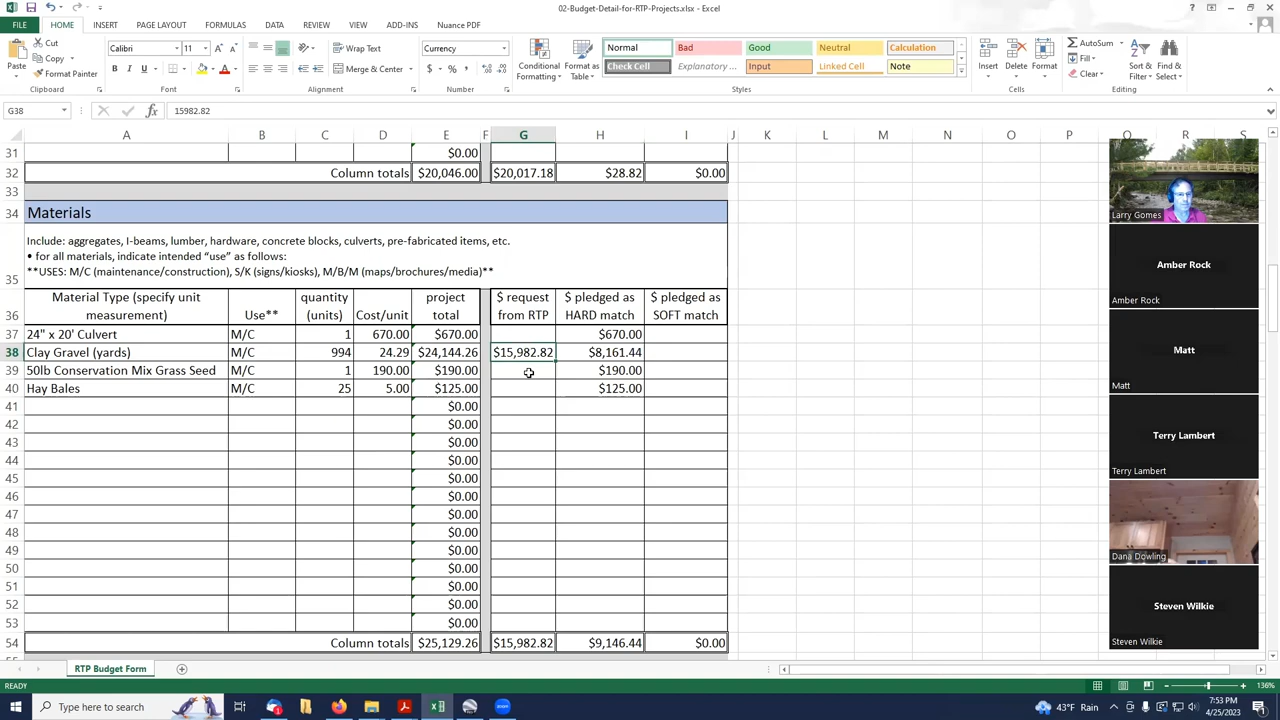 02-Budget-Detail-for-RTP-Projects.xlsx - Excel
FILE HOME INSERT PAGE LAYOUT FORMULAS DATA REVIEW VIEW ADD-INS Nuance PDF
Paste Cut Copy Format Painter Clipboard
Calibri 11 B I U Font
Wrap Text Merge & Center Alignment
Currency $ % Number
Conditional Formatting Format as Table
Normal Bad Good Neutral Calculation
Check Cell Explanatory ... Input Linked Cell Note
Styles
Insert Delete Format Cells
AutoSum Fill Clear Sort & Filter Find & Select Editing
G38 15982.82
A B C D E F G H I J K L M N O P Q R S
31 $0.00
32 Column totals $20,046.00 $20,017.18 $28.82 $0.00
33
34 Materials
Include: aggregates, I-beams, lumber, hardware, concrete blocks, culverts, pre-fabricated items, etc.
• for all materials, indicate intended “use” as follows:
35 **USES: M/C (maintenance/construction), S/K (signs/kiosks), M/B/M (maps/brochures/media)**
Material Type (specify unit quantity project $ request $ pledged as $ pledged as
36 measurement) Use** (units) Cost/unit total from RTP HARD match SOFT match
37 24" x 20' Culvert M/C 1 670.00 $670.00 $670.00
38 Clay Gravel (yards) M/C 994 24.29 $24,144.26 $15,982.82 $8,161.44
39 50lb Conservation Mix Grass Seed M/C 1 190.00 $190.00 $190.00
40 Hay Bales M/C 25 5.00 $125.00 $125.00
41 $0.00
42 $0.00
43 $0.00
44 $0.00
45 $0.00
46 $0.00
47 $0.00
48 $0.00
49 $0.00
50 $0.00
51 $0.00
52 $0.00
53 $0.00
54 Column totals $25,129.26 $15,982.82 $9,146.44 $0.00
Larry Gomes
Amber Rock
Amber Rock
Matt
Matt
Terry Lambert
Terry Lambert
Dana Dowling
Steven Wilkie
Steven Wilkie
RTP Budget Form
READY 136%
Type here to search
zoom
43°F Rain
7:53 PM
4/25/2023